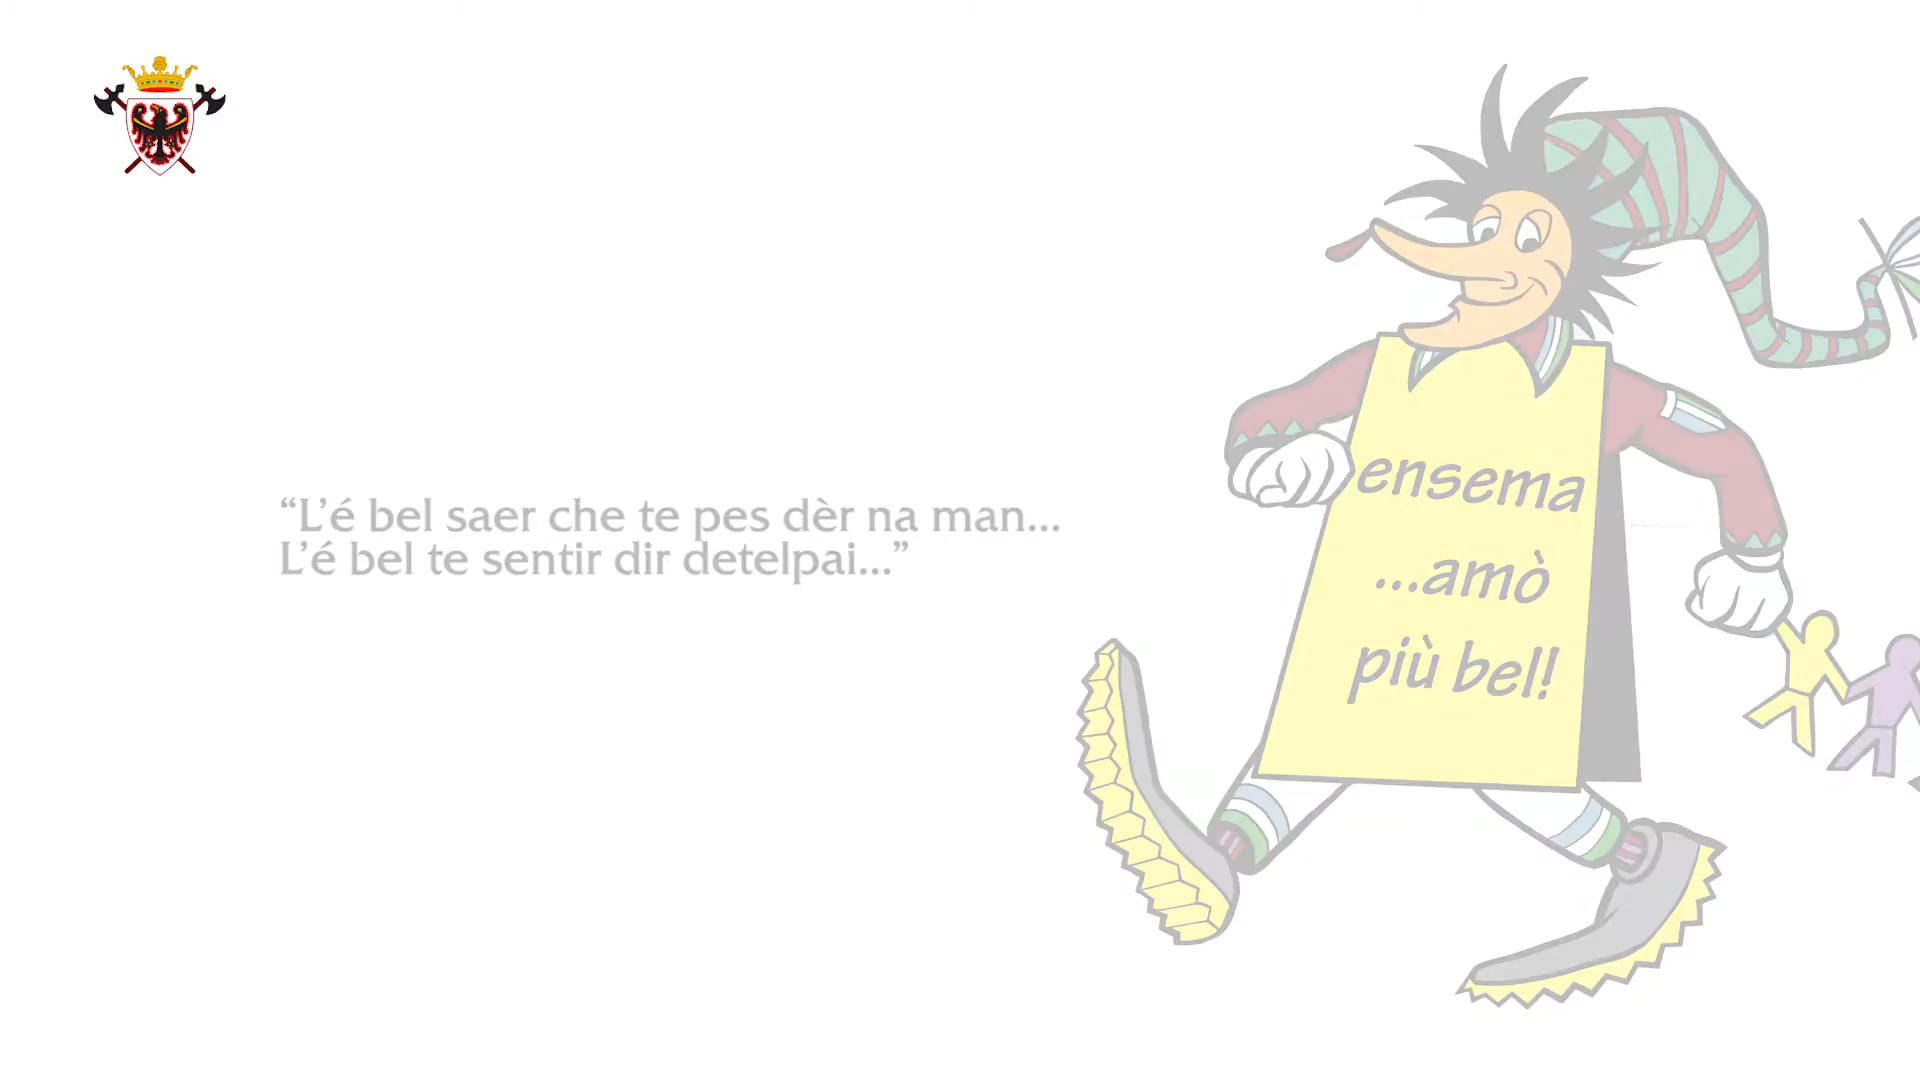 “L’é bel saer che te pes dèr na man...
L’é bel te sentir dir detelpai...”
ensema
...amò
più bel!